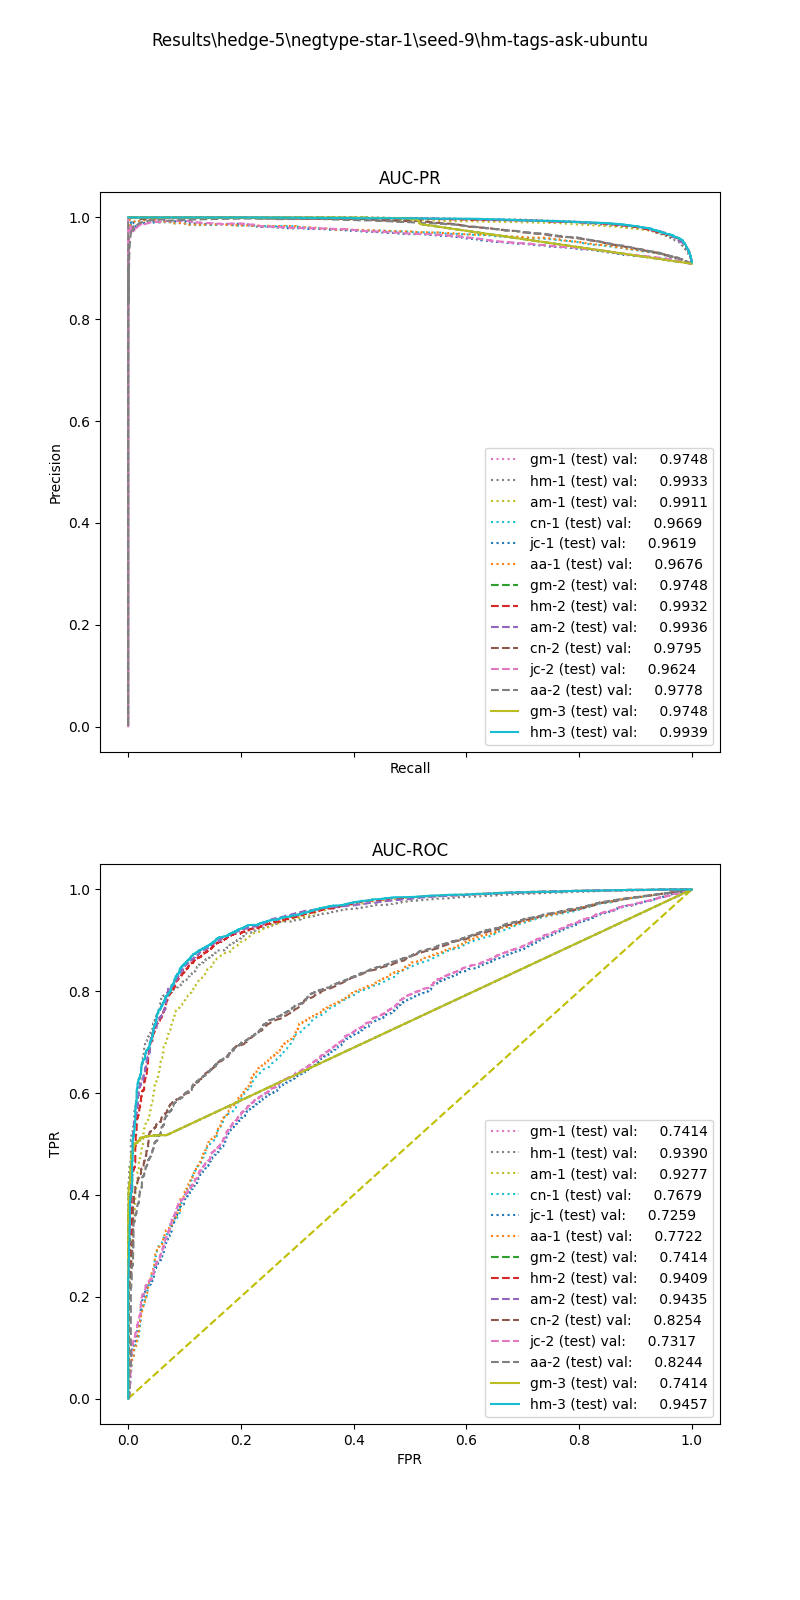 Results\hedge-5\negtype-star-1\seed-9\hm-tags-ask-ubuntu
AUC-PR
1.0
0.8
0.6
0.4
0.2
0.0
Precision
gm-1 (test) val: 0.9748
hm-1 (test) val: 0.9933
am-1 (test) val: 0.9911
cn-1 (test) val: 0.9669
jc-1 (test) val: 0.9619
aa-1 (test) val: 0.9676
gm-2 (test) val: 0.9748
hm-2 (test) val: 0.9932
am-2 (test) val: 0.9936
cn-2 (test) val: 0.9795
jc-2 (test) val: 0.9624
aa-2 (test) val: 0.9778
gm-3 (test) val: 0.9748
hm-3 (test) val: 0.9939
Recall
AUC-ROC
1.0
0.8
0.6
0.4
0.2
0.0
TPR
gm-1 (test) val: 0.7414
hm-1 (test) val: 0.9390
am-1 (test) val: 0.9277
cn-1 (test) val: 0.7679
jc-1 (test) val: 0.7259
aa-1 (test) val: 0.7722
gm-2 (test) val: 0.7414
hm-2 (test) val: 0.9409
am-2 (test) val: 0.9435
cn-2 (test) val: 0.8254
jc-2 (test) val: 0.7317
aa-2 (test) val: 0.8244
gm-3 (test) val: 0.7414
hm-3 (test) val: 0.9457
0.0 0.2 0.4 0.6 0.8 1.0
FPR